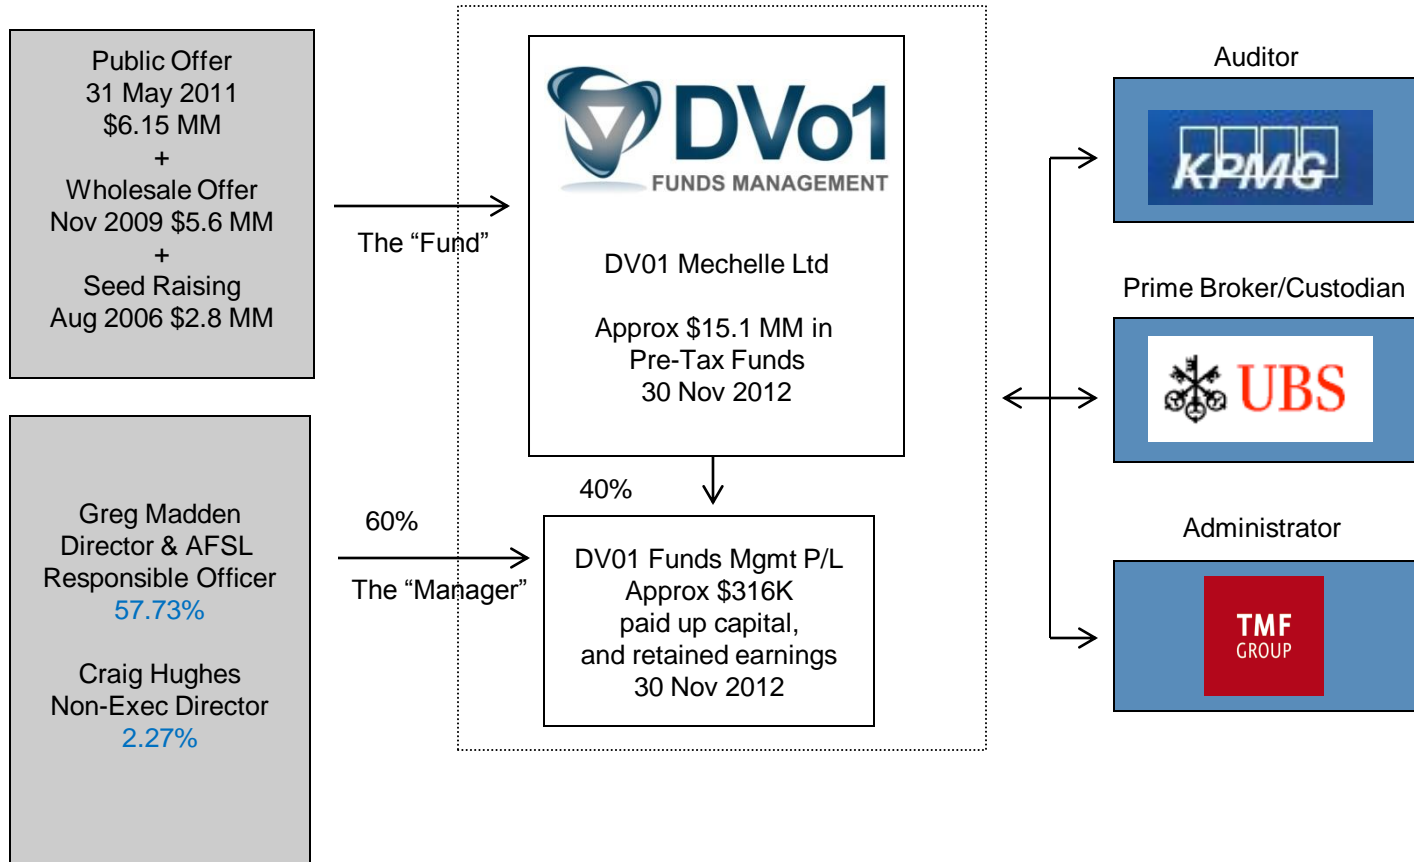 Public Offer
31 May 2011
$6.15 MM
+
Wholesale Offer
Nov 2009 $5.6 MM
+
Seed Raising
Aug 2006 $2.8 MM
The “Fund”
DVo1
FUNDS MANAGEMENT
DV01 Mechelle Ltd
Approx $15.1 MM in
Pre-Tax Funds
30 Nov 2012
40%
Greg Madden
Director & AFSL
Responsible Officer
57.73%
Craig Hughes
Non-Exec Director
2.27%
60%
The “Manager”
DV01 Funds Mgmt P/L
Approx $316K
paid up capital,
and retained earnings
30 Nov 2012
Auditor
KPMG
Prime Broker/Custodian
UBS
Administrator
TMF
GROUP